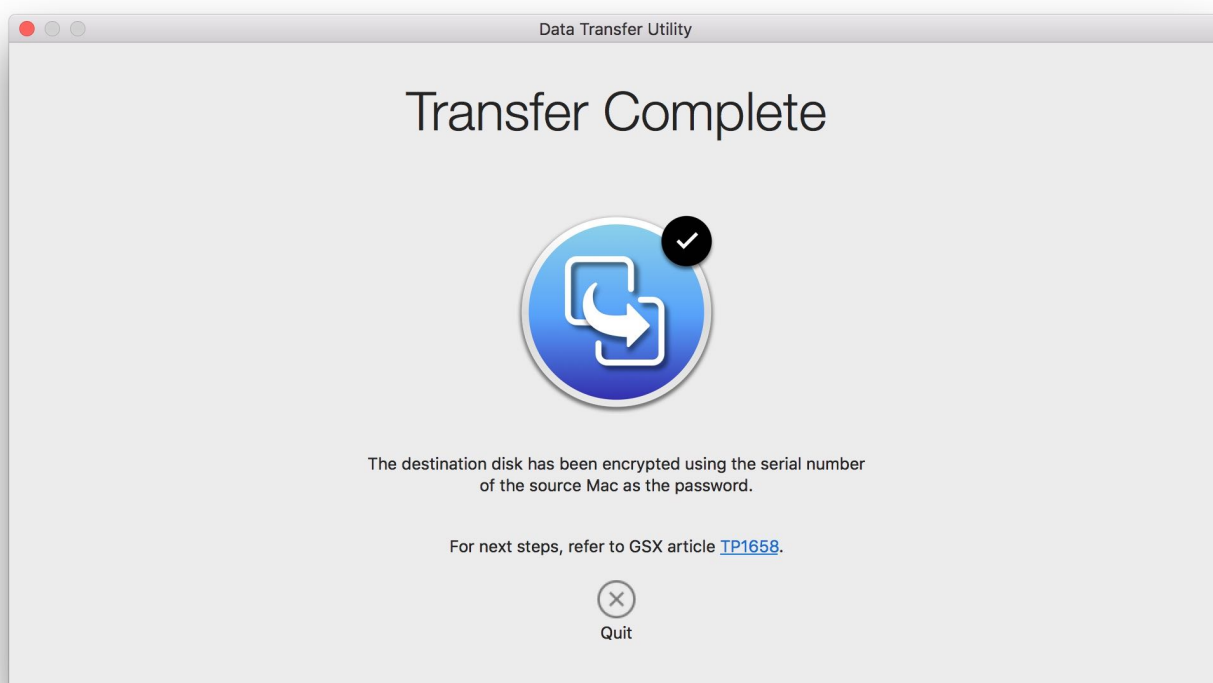 Data Transfer Utility
Transfer Complete
The destination disk has been encrypted using the serial number
of the source Mac as the password.
For next steps, refer to GSX article TP1658.
Quit